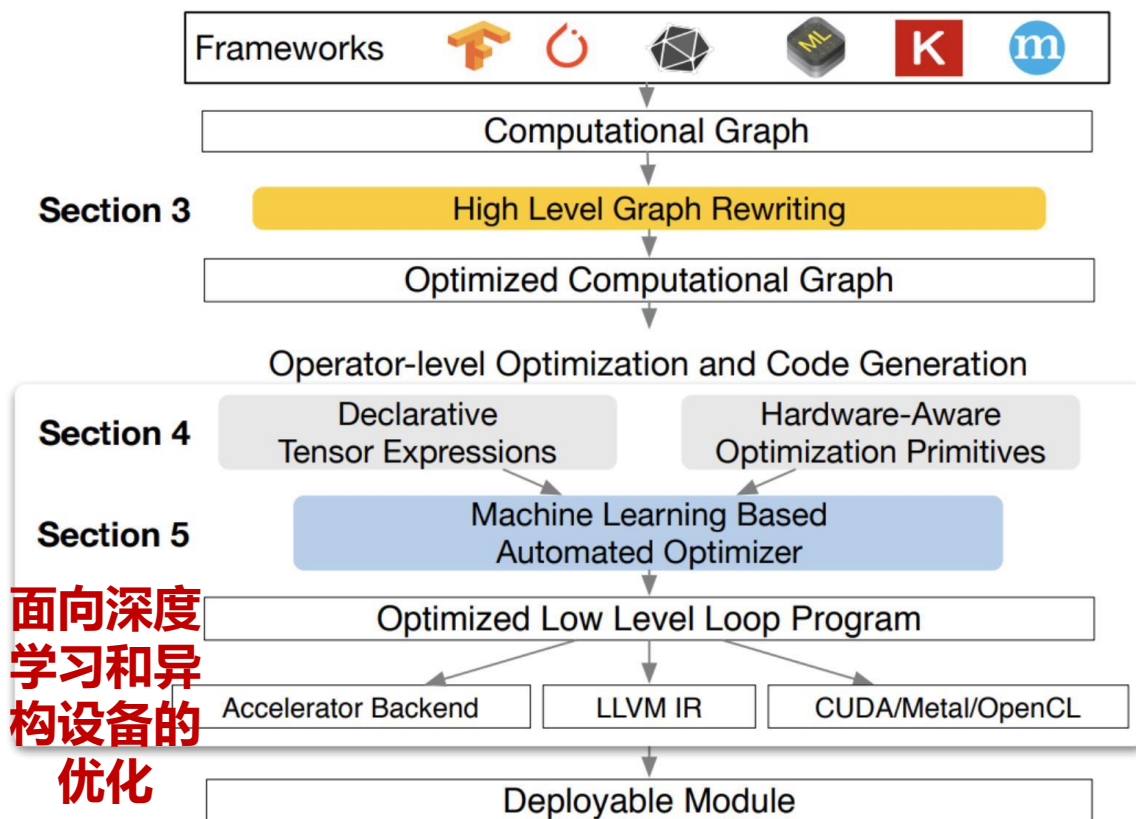 Frameworks
ML
K
m
Computational Graph
Section 3
High Level Graph Rewriting
Optimized Computational Graph
Operator-level Optimization and Code Generation
Section 4
Declarative
Tensor Expressions
Hardware-Aware
Optimization Primitives
Section 5
Machine Learning Based
Automated Optimizer
面向深度
学习和异
构设备的
优化
Optimized Low Level Loop Program
Accelerator Backend
LLVM IR
CUDA/Metal/OpenCL
Deployable Module